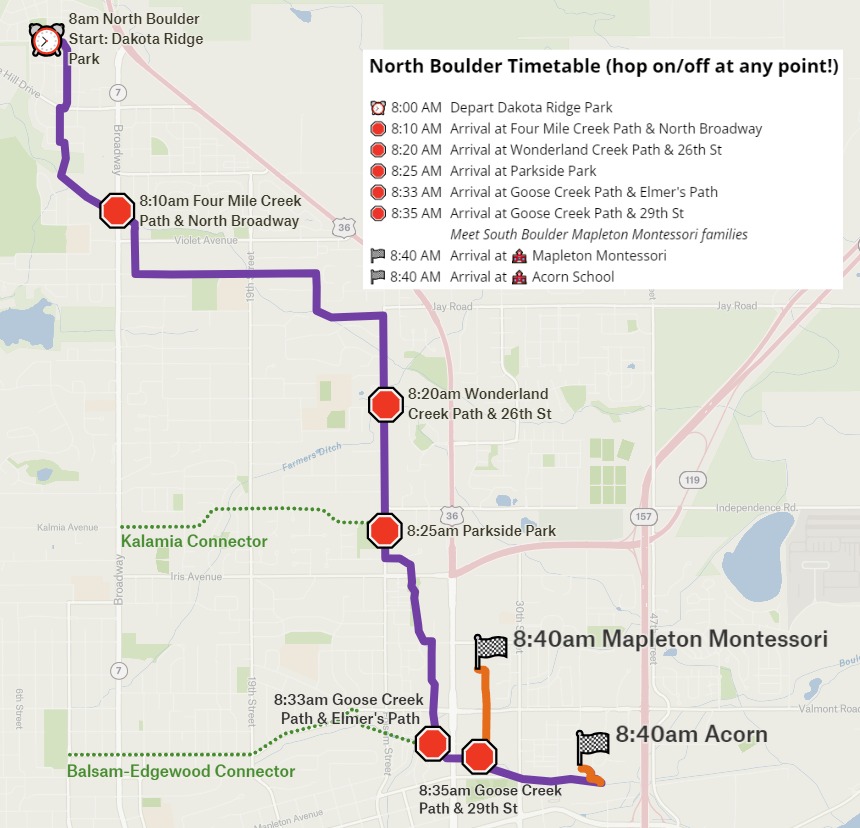 8am North Boulder
Start: Dakota Ridge
Park
Hill Drive
7
Broadway
North Boulder Timetable (hop on/off at any point!)
8:00 AM Depart Dakota Ridge Park
8:10 AM Arrival at Four Mile Creek Path & North Broadway
8:20 AM Arrival at Wonderland Creek Path & 26th St
8:25 AM Arrival at Parkside Park
8:33 AM Arrival at Goose Creek Path & Elmer's Path
8:35 AM Arrival at Goose Creek Path & 29th St
Meet South Boulder Mapleton Montessori families
8:40 AM Arrival at Mapleton Montessori
8:40 AM Arrival at Acorn School
8:10am Four Mile Creek
Path & North Broadway
36
Violet Avenue
19th Street
Jay Road
Jay Road
8:20am Wonderland
Creek Path & 26th St
Farmers Ditch
119
36
157
Independence Rd.
Kalmia Avenue
Kalamia Connector
8:25am Parkside Park
Iris Avenue
Broadway
30th Street
47th
8:40am Mapleton Montessori
7
6th Street
19th Street
8:33am Goose Creek
Path & Elmer's Path
Valmont Road
8:40am Acorn
Balsam-Edgewood Connector
8:35am Goose Creek
Path & 29th St
Mapleton Avenue